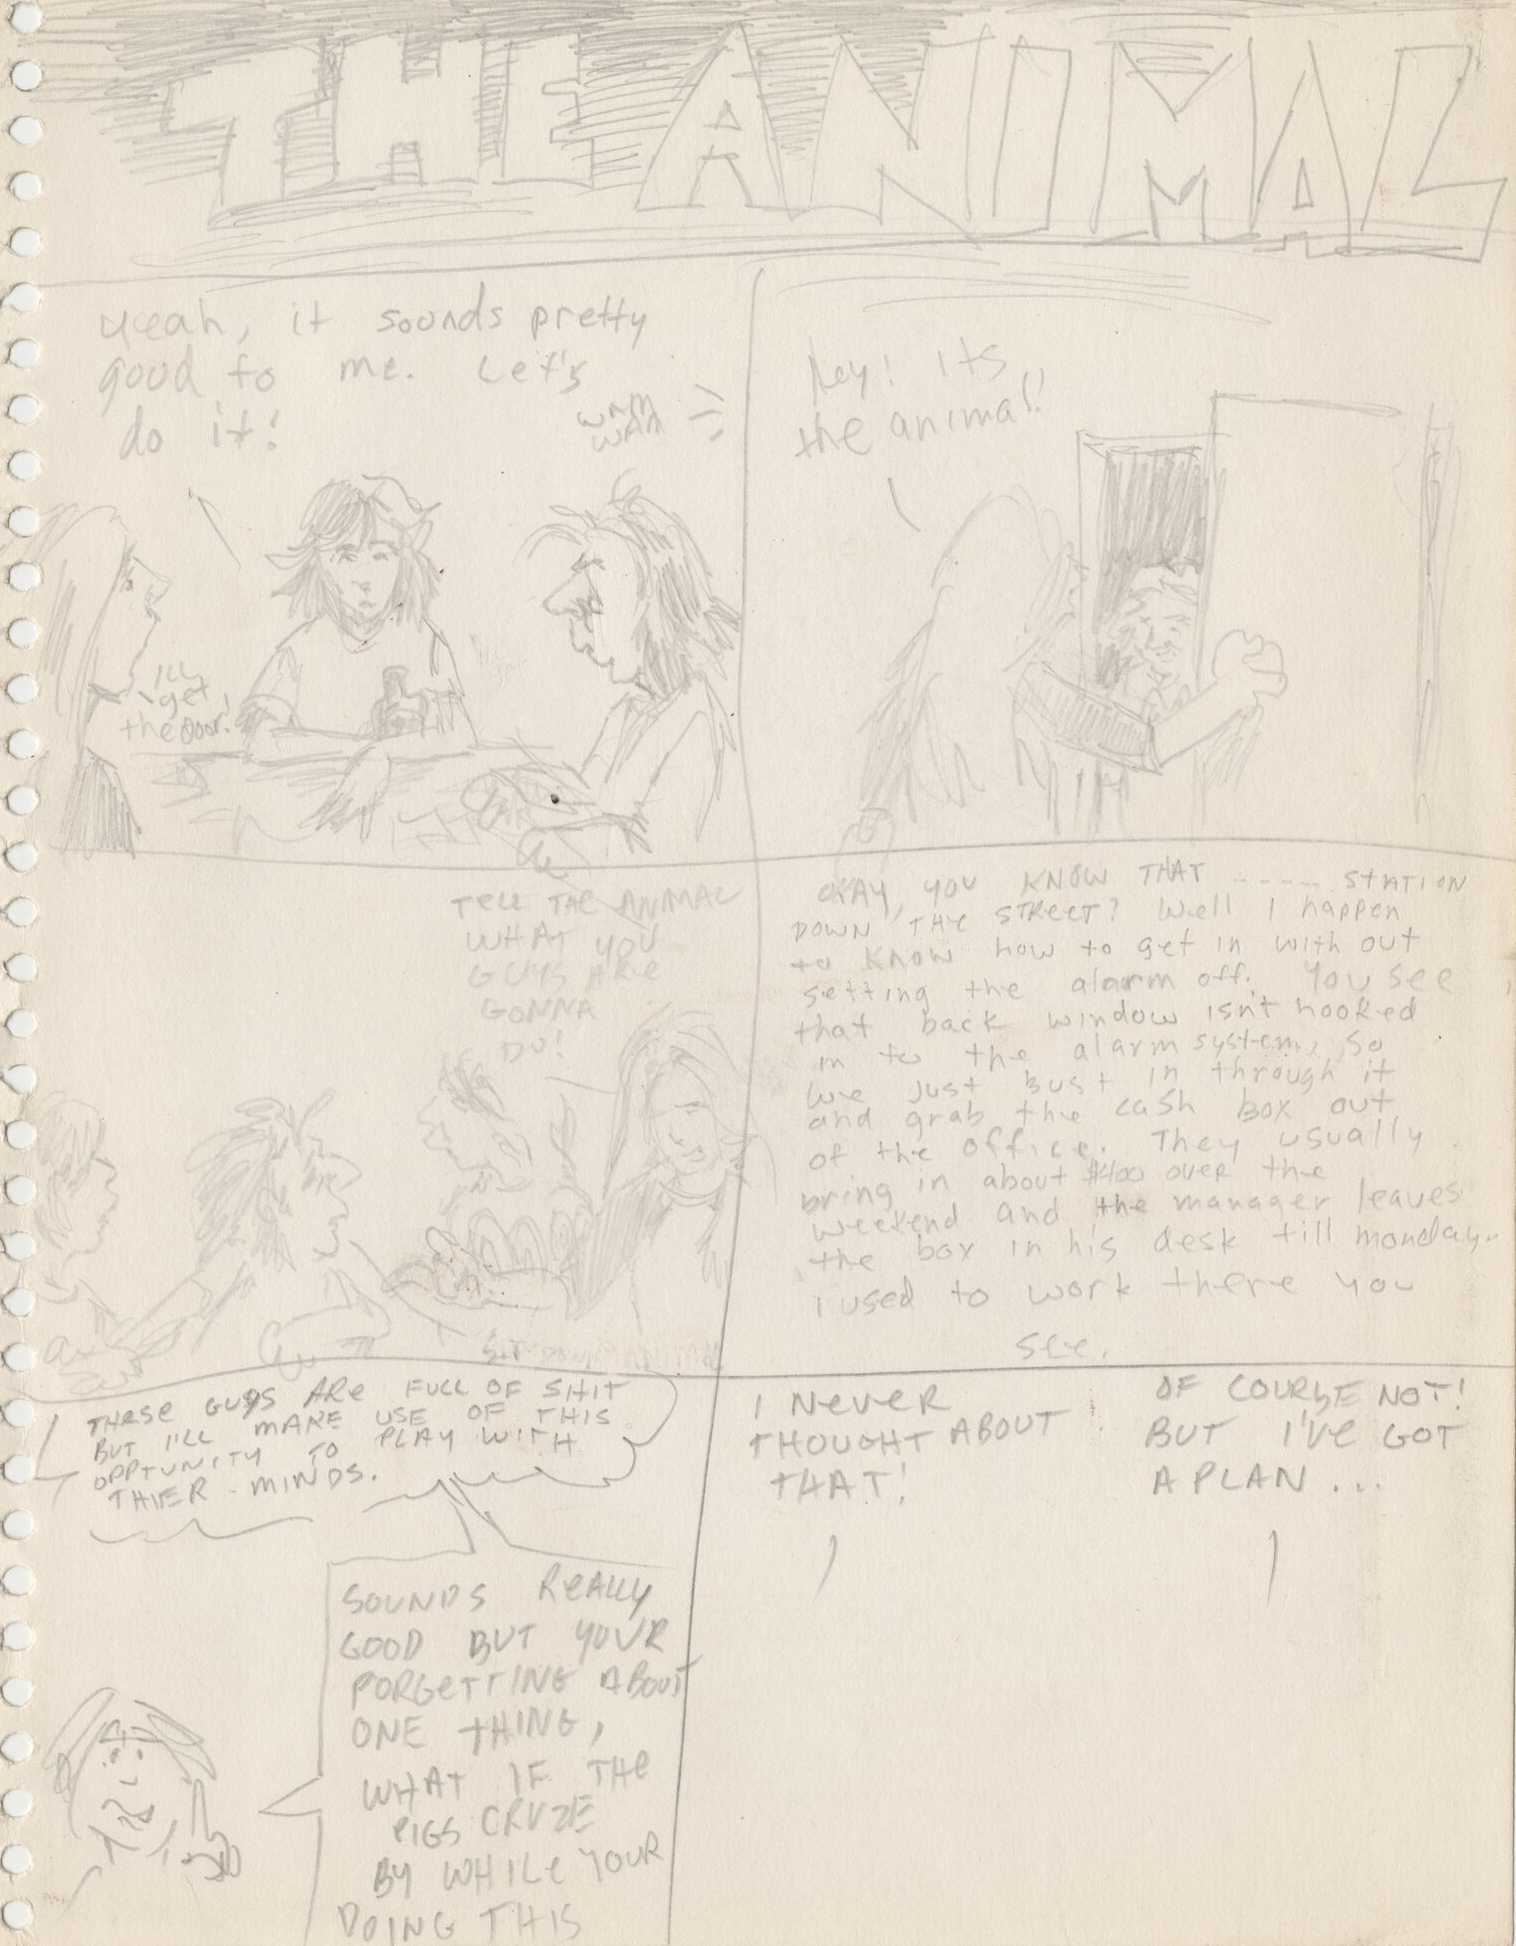 THE ANIMAL
Yeah, it sounds pretty
good to me. Let's
do it!
WAM
WAM
I'LL
get
the door!
Hey! Its
the animal!
TELL THE ANIMAL
WHAT YOU
GUYS ARE
GONNA
DO!
OKAY, YOU KNOW THAT ----- STATION
DOWN THE STREET? Well I happen
to know how to get in with out
setting the alarm off. You see
that back window isn't hooked
in to the alarm system, so
we just bust in through it
and grab the cash box out
of the office. They usually
bring in about $400 over the
weekend and the manager leaves
the box in his desk till monday.
i used to work there you
see.
THESE GUYS ARE FULL OF SHIT
BUT I'LL MAKE USE OF THIS
OPPTUNITY TO PLAY WITH
THIER MINDS.
SOUNDS REALLY
GOOD BUT YOUR
FORGETTING ABOUT
ONE THING,
WHAT IF THE
PIGS CRUZE
BY WHILE YOUR
DOING THIS
I NEVER
THOUGHT ABOUT
THAT!
OF COURSE NOT!
BUT I'VE GOT
A PLAN...